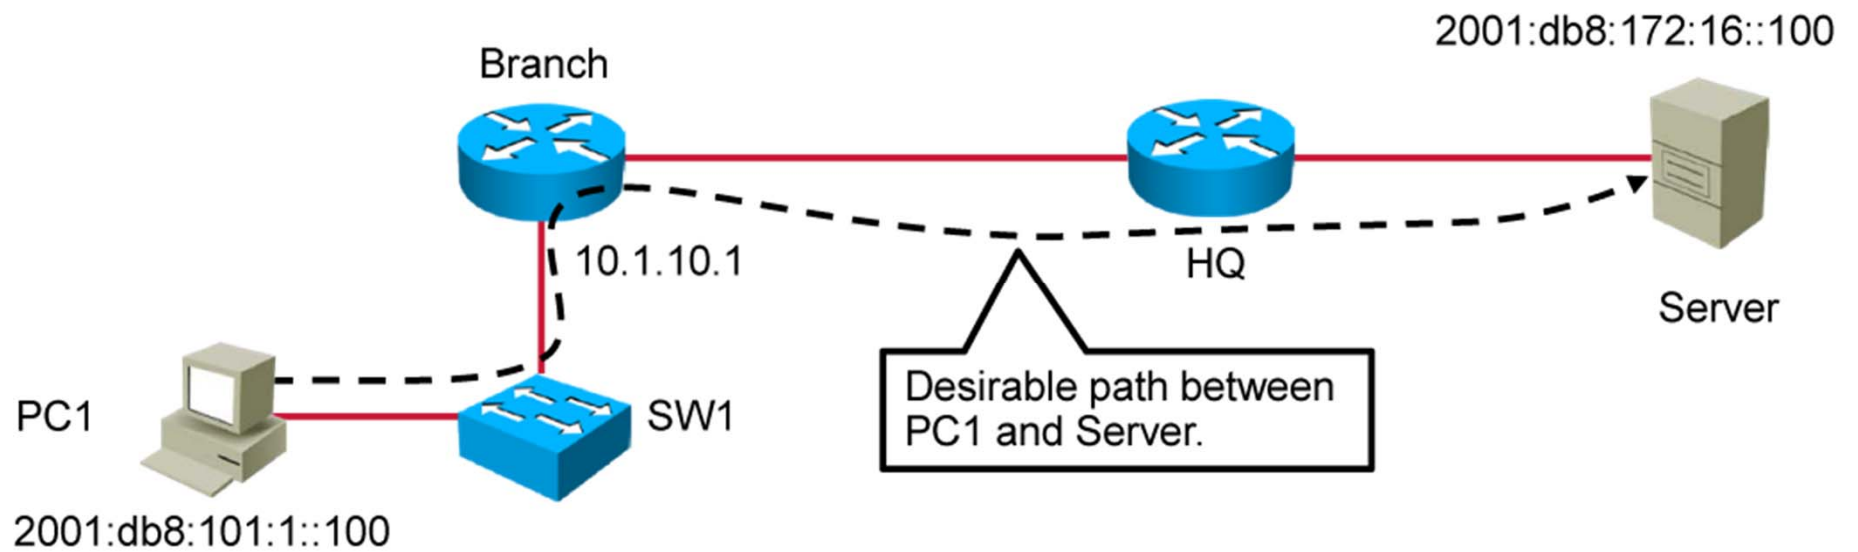 2001:db8:172:16::100
Branch
10.1.10.1
HQ
Server
Desirable path between
PC1 and Server.
PC1
SW1
2001:db8:101:1::100